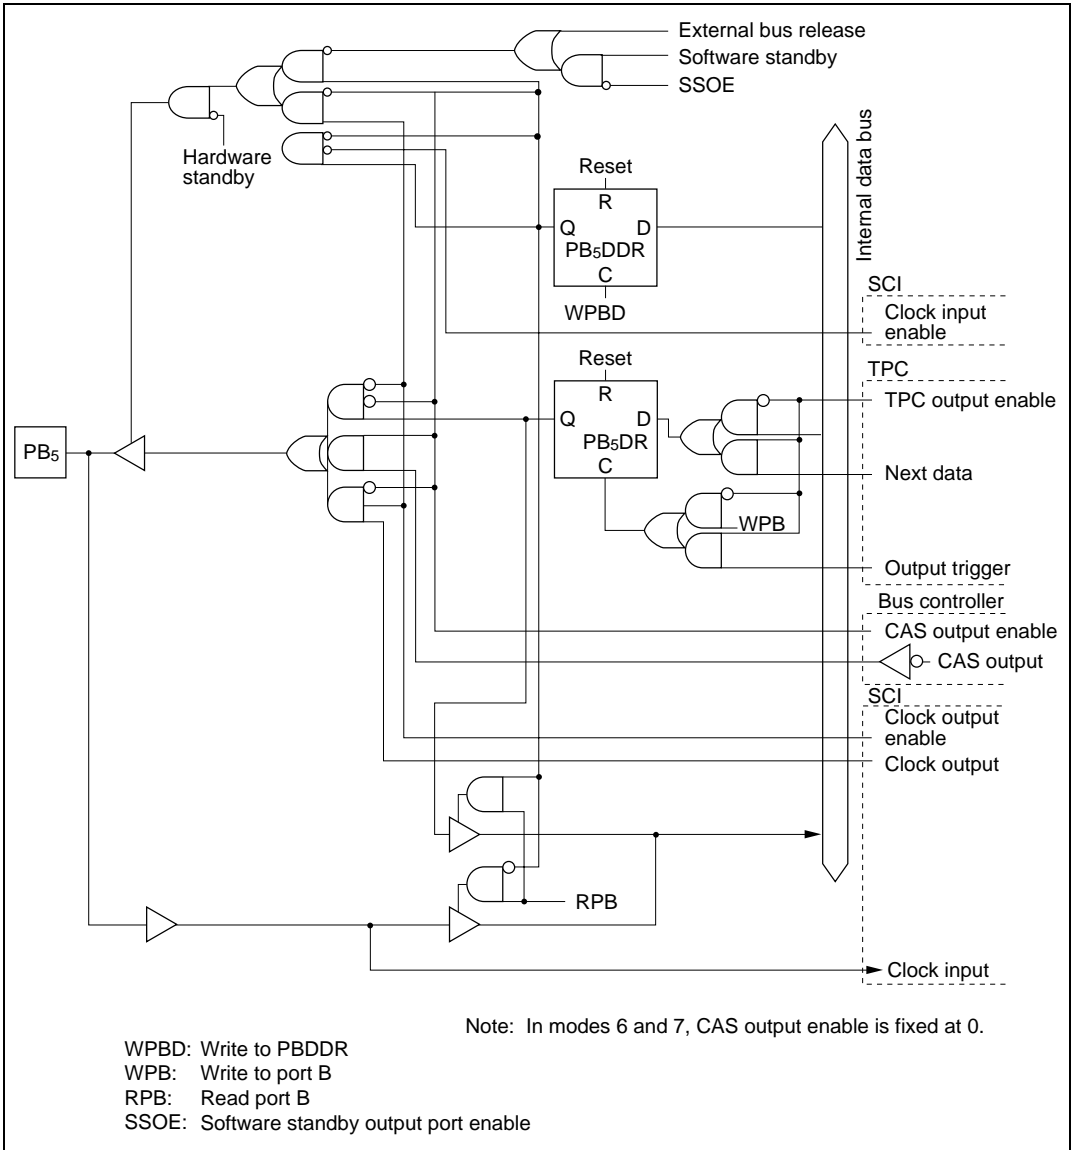 External bus release
Software standby
SSOE
Hardware
standby
Internal data bus
Reset
R
Q D
PB5DDR
C
WPBD
SCI
Clock input
enable
Reset
R
Q D
PB5DR
C
TPC
TPC output enable
Next data
WPB
Output trigger
PB5
Bus controller
CAS output enable
CAS output
SCI
Clock output
enable
Clock output
RPB
Clock input
Note: In modes 6 and 7, CAS output enable is fixed at 0.
WPBD: Write to PBDDR
WPB: Write to port B
RPB: Read port B
SSOE: Software standby output port enable